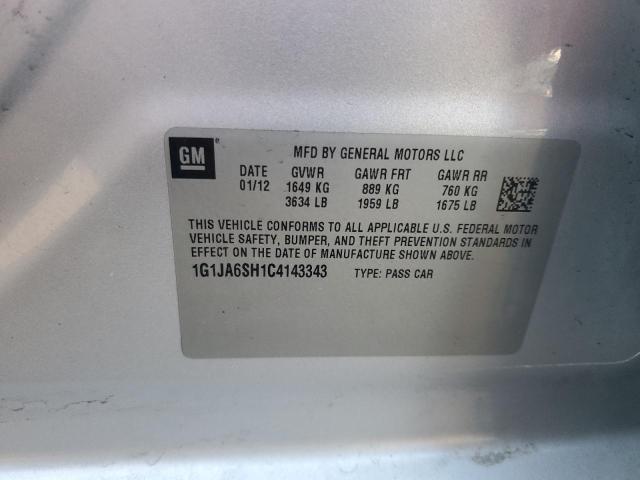 GM
MFD BY GENERAL MOTORS LLC
DATE GVWR GAWR FRT GAWR RR
01/12 1649 KG 889 KG 760 KG
3634 LB 1959 LB 1675 LB
THIS VEHICLE CONFORMS TO ALL APPLICABLE U.S. FEDERAL MOTOR
VEHICLE SAFETY, BUMPER, AND THEFT PREVENTION STANDARDS IN
EFFECT ON THE DATE OF MANUFACTURE SHOWN ABOVE.
1G1JA6SH1C4143343 TYPE: PASS CAR